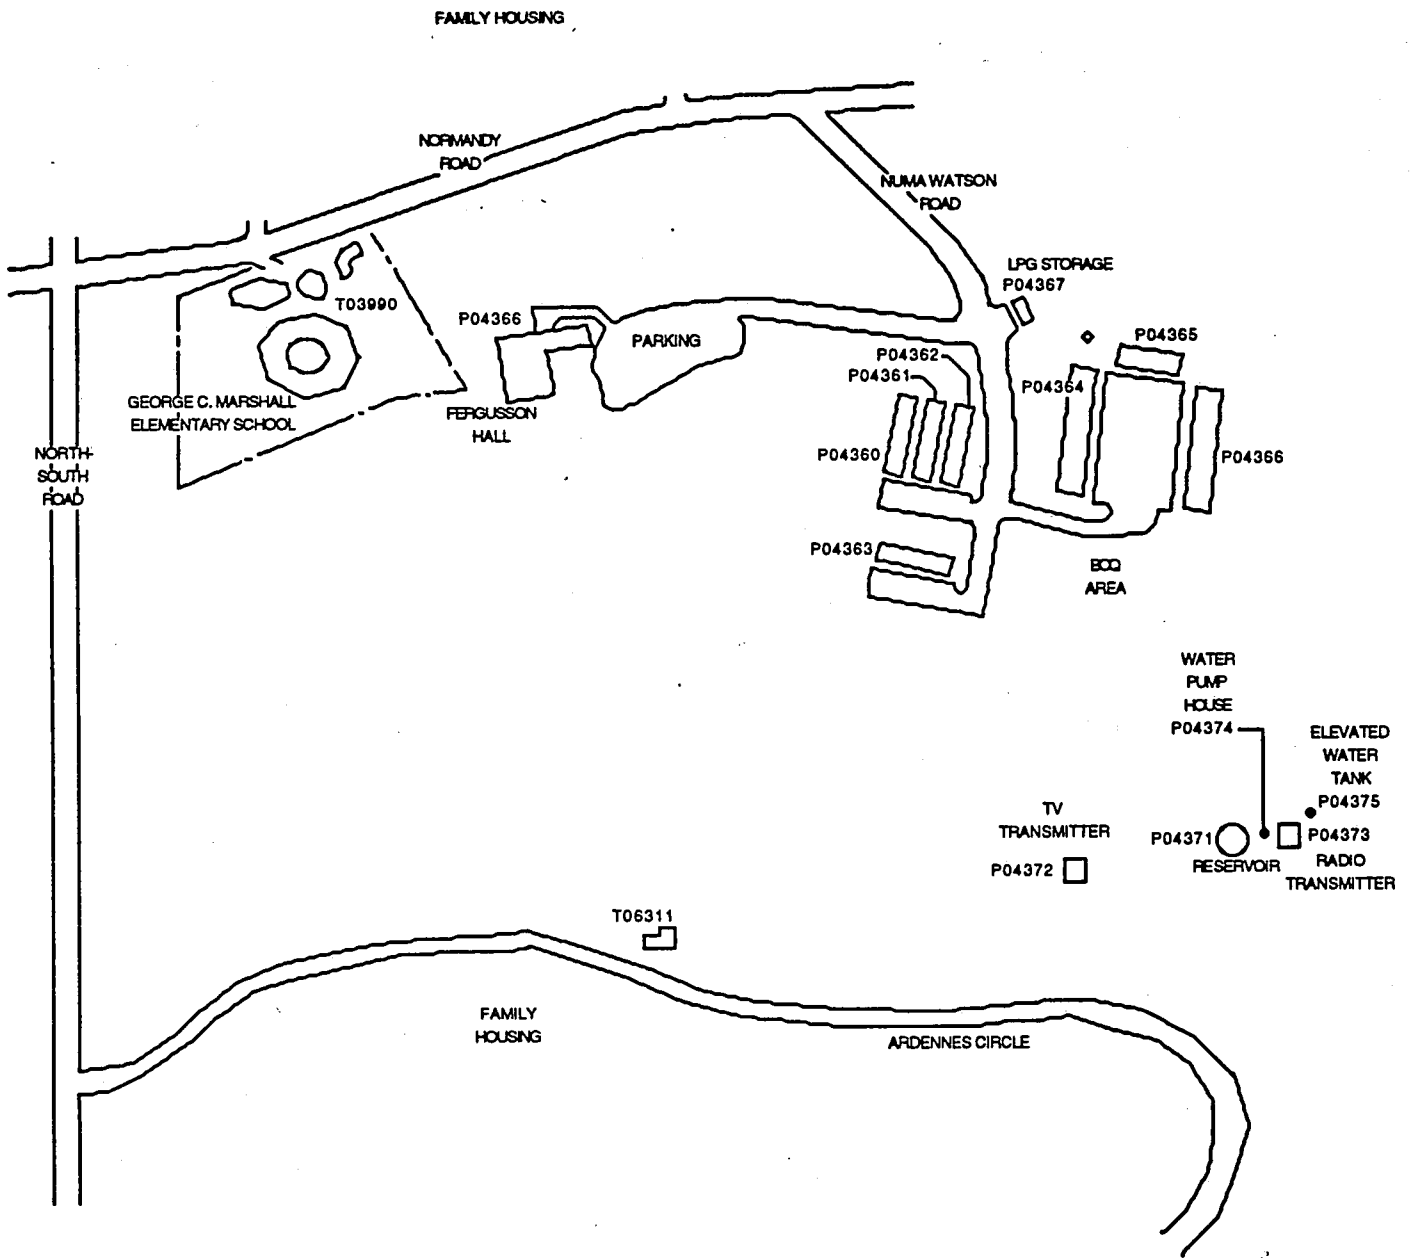 FAMILY HOUSING
NORMANDY
ROAD
NUMA WATSON
ROAD
LPG STORAGE
P04367
T03990
P04366
PARKING
P04362
P04361
P04365
P04364
GEORGE C. MARSHALL
ELEMENTARY SCHOOL
FERGUSSON
HALL
NORTH-
SOUTH
ROAD
P04360
P04366
P04363
BOQ
AREA
WATER
PUMP
HOUSE
P04374
ELEVATED
WATER
TANK
P04375
TV
TRANSMITTER
P04372
P04371
RESERVOIR
P04373
RADIO
TRANSMITTER
T06311
FAMILY
HOUSING
ARDENNES CIRCLE